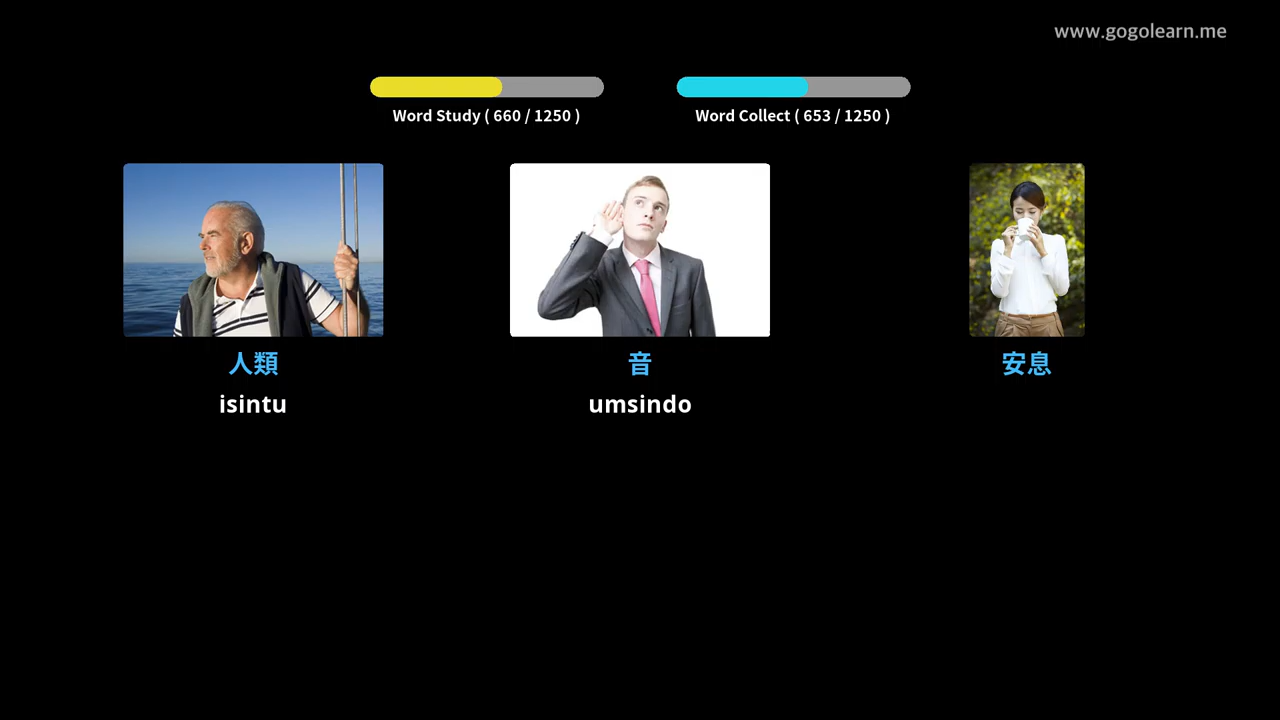 www.gogolearn.me
Word Study ( 660 / 1250 )
Word Collect ( 653 / 1250 )
人類
音
安息
isintu
umsindo